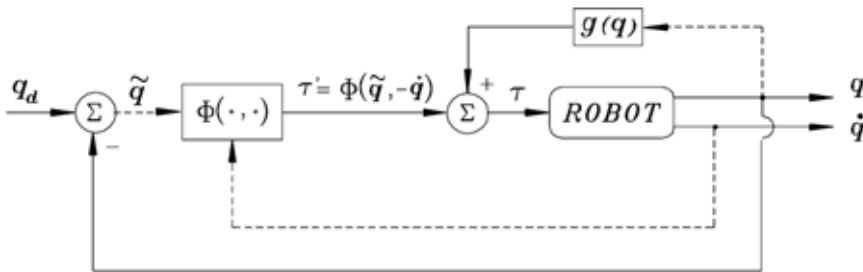 g(q)
q_d Σ q̃ Φ(·,·) τ'= Φ(q̃,-q̇) Σ + τ ROBOT q
q̇
−